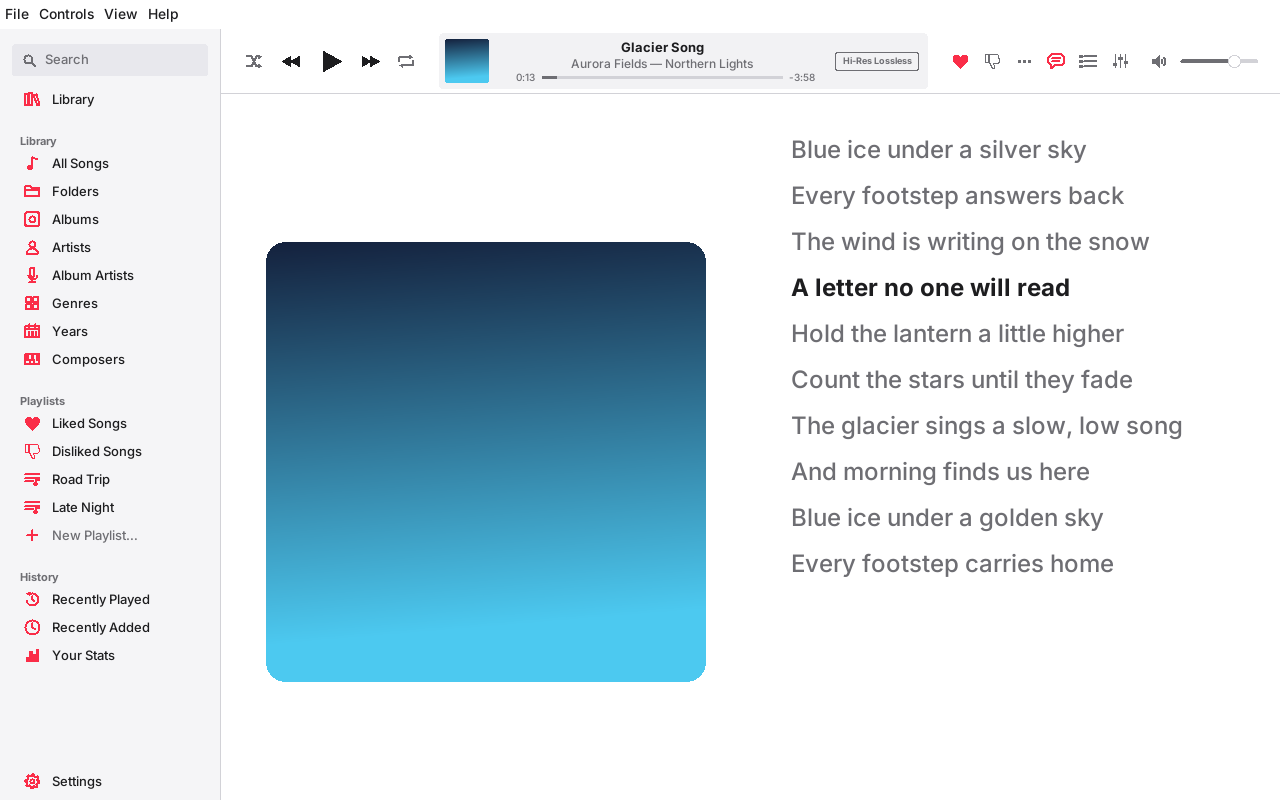 File Controls View Help
Search
Library
Library
All Songs
Folders
Albums
Artists
Album Artists
Genres
Years
Composers
Playlists
Liked Songs
Disliked Songs
Road Trip
Late Night
New Playlist...
History
Recently Played
Recently Added
Your Stats
Settings
Glacier Song
Aurora Fields — Northern Lights
0:13 -3:58
Hi-Res Lossless
Blue ice under a silver sky
Every footstep answers back
The wind is writing on the snow
A letter no one will read
Hold the lantern a little higher
Count the stars until they fade
The glacier sings a slow, low song
And morning finds us here
Blue ice under a golden sky
Every footstep carries home